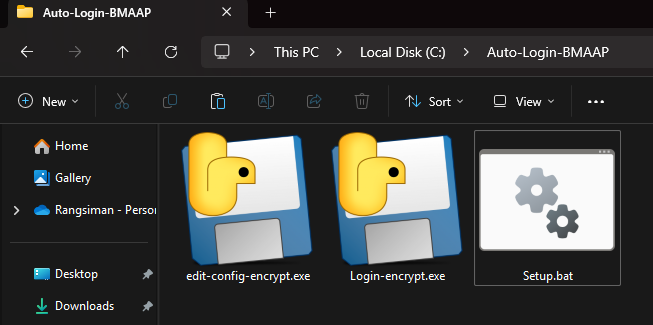 Auto-Login-BMAAP
This PC > Local Disk (C:) > Auto-Login-BMAAP
New
Sort
View
Home
Gallery
Rangsiman - Perso
Desktop
Downloads
edit-config-encrypt.exe
Login-encrypt.exe
Setup.bat